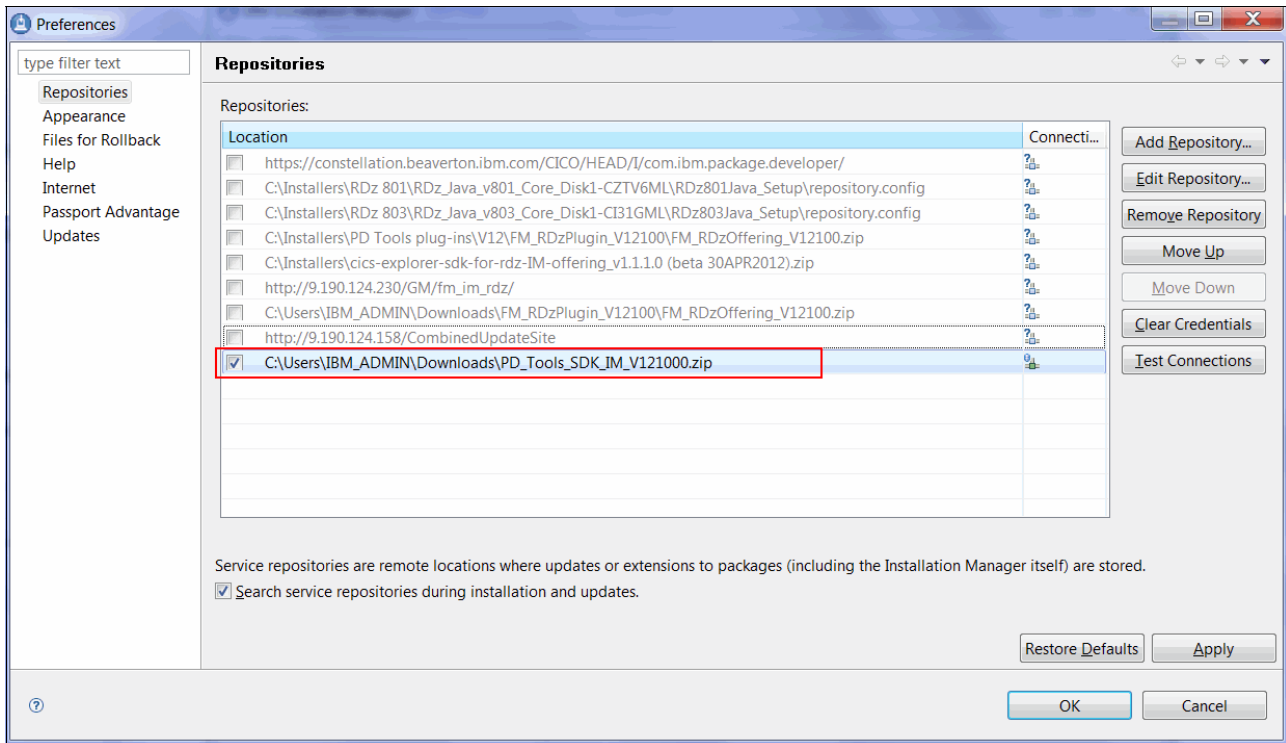 Preferences
type filter text
Repositories
Appearance
Files for Rollback
Help
Internet
Passport Advantage
Updates
Repositories
Repositories:
Location Connecti...
https://constellation.beaverton.ibm.com/CICO/HEAD/I/com.ibm.package.developer/
C:\Installers\RDz 801\RDz_Java_v801_Core_Disk1-CZTV6ML\RDz801Java_Setup\repository.config
C:\Installers\RDz 803\RDz_Java_v803_Core_Disk1-CI31GML\RDz803Java_Setup\repository.config
C:\Installers\PD Tools plug-ins\V12\FM_RDzPlugin_V12100\FM_RDzOffering_V12100.zip
C:\Installers\cics-explorer-sdk-for-rdz-IM-offering_v1.1.1.0 (beta 30APR2012).zip
http://9.190.124.230/GM/fm_im_rdz/
C:\Users\IBM_ADMIN\Downloads\FM_RDzPlugin_V12100\FM_RDzOffering_V12100.zip
http://9.190.124.158/CombinedUpdateSite
C:\Users\IBM_ADMIN\Downloads\PD_Tools_SDK_IM_V121000.zip
Add Repository...
Edit Repository...
Remove Repository
Move Up
Move Down
Clear Credentials
Test Connections
Service repositories are remote locations where updates or extensions to packages (including the Installation Manager itself) are stored.
Search service repositories during installation and updates.
Restore Defaults Apply
OK Cancel